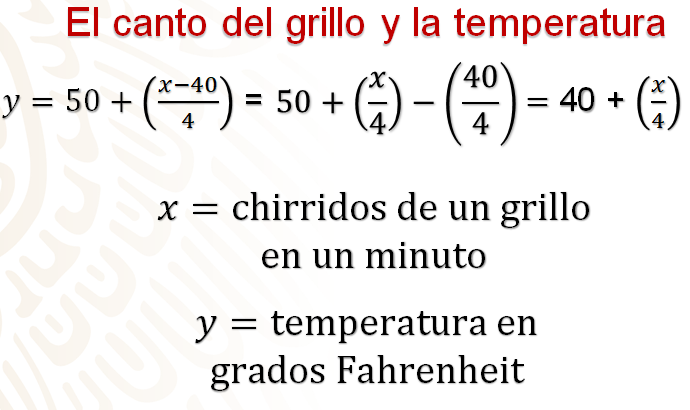 El canto del grillo y la temperatura
y = 50 + (x−40/4) = 50 + (x/4) − (40/4) = 40 + (x/4)
x = chirridos de un grillo
en un minuto
y = temperatura en
grados Fahrenheit